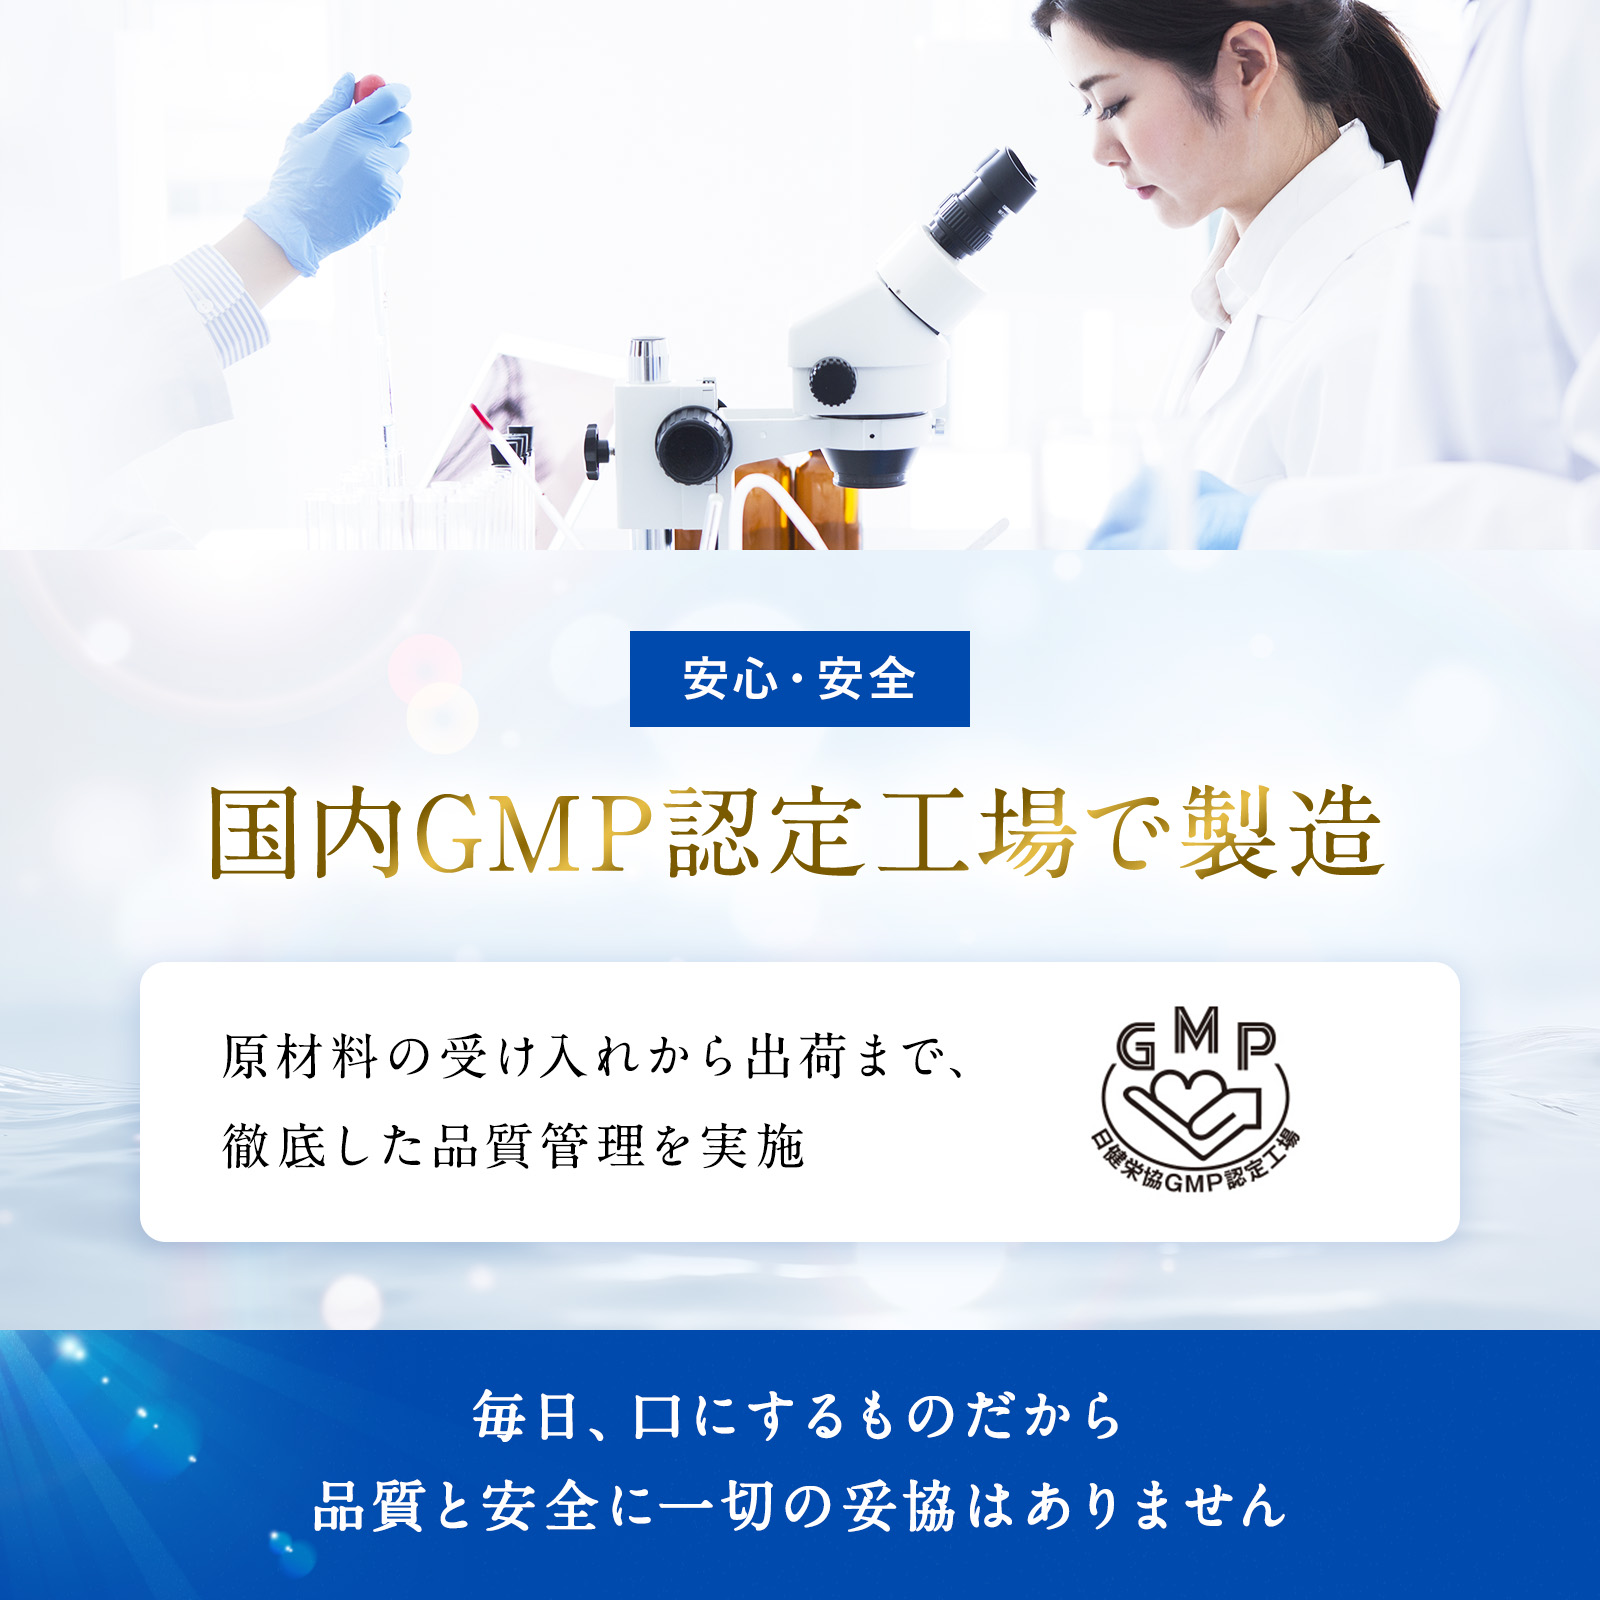 安心・安全
国内GMP認定工場で製造
原材料の受け入れから出荷まで、
徹底した品質管理を実施
GMP
日健栄協GMP認定工場
毎日、口にするものだから
品質と安全に一切の妥協はありません